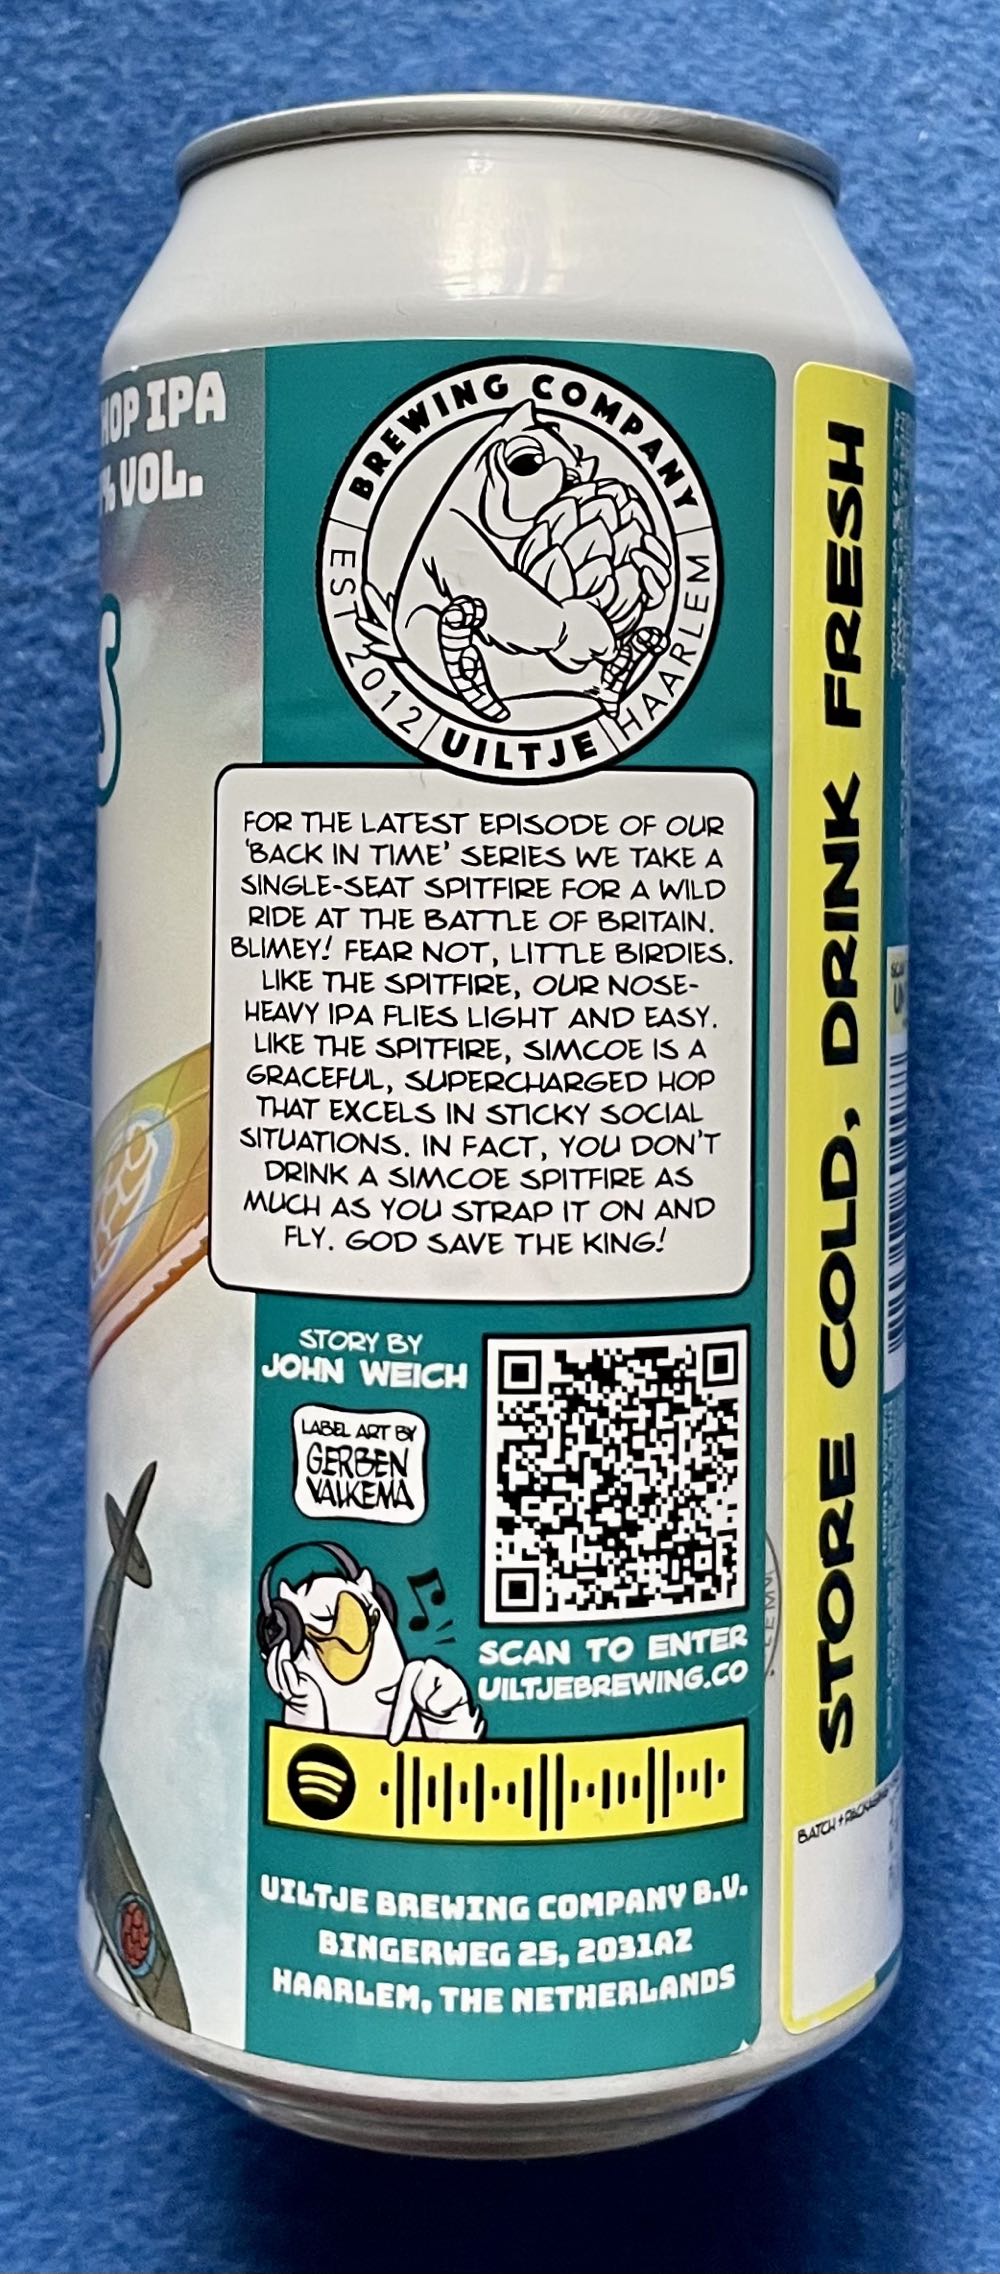 HOP IPA
% VOL.
S
BREWING COMPANY
EST 2012
UILTJE
HAARLEM
FOR THE LATEST EPISODE OF OUR
'BACK IN TIME' SERIES WE TAKE A
SINGLE-SEAT SPITFIRE FOR A WILD
RIDE AT THE BATTLE OF BRITAIN.
BLIMEY! FEAR NOT, LITTLE BIRDIES.
LIKE THE SPITFIRE, OUR NOSE-
HEAVY IPA FLIES LIGHT AND EASY.
LIKE THE SPITFIRE, SIMCOE IS A
GRACEFUL, SUPERCHARGED HOP
THAT EXCELS IN STICKY SOCIAL
SITUATIONS. IN FACT, YOU DON'T
DRINK A SIMCOE SPITFIRE AS
MUCH AS YOU STRAP IT ON AND
FLY. GOD SAVE THE KING!
STORY BY
JOHN WEICH
LABEL ART BY
GERBEN
VALKEMA
SCAN TO ENTER
UILTJEBREWING.CO
UILTJE BREWING COMPANY B.V.
BINGERWEG 25, 2031AZ
HAARLEM, THE NETHERLANDS
STORE COLD, DRINK FRESH
BATCH + PACKAGING